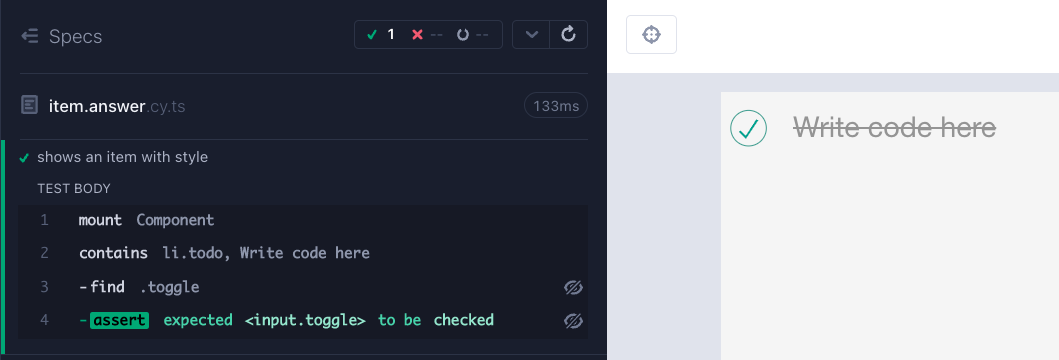 Specs 1 -- --
item.answer.cy.ts 133ms
shows an item with style
TEST BODY
1 mount Component
2 contains li.todo, Write code here
3 -find .toggle
4 -assert expected <input.toggle> to be checked
Write code here